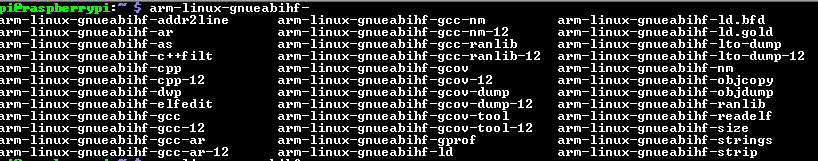 pi@raspberrypi:~ $ arm-linux-gnueabihf-
arm-linux-gnueabihf-addr2line arm-linux-gnueabihf-gcc-nm arm-linux-gnueabihf-ld.bfd
arm-linux-gnueabihf-ar arm-linux-gnueabihf-gcc-nm-12 arm-linux-gnueabihf-ld.gold
arm-linux-gnueabihf-as arm-linux-gnueabihf-gcc-ranlib arm-linux-gnueabihf-lto-dump
arm-linux-gnueabihf-c++filt arm-linux-gnueabihf-gcc-ranlib-12 arm-linux-gnueabihf-lto-dump-12
arm-linux-gnueabihf-cpp arm-linux-gnueabihf-gcov arm-linux-gnueabihf-nm
arm-linux-gnueabihf-cpp-12 arm-linux-gnueabihf-gcov-12 arm-linux-gnueabihf-objcopy
arm-linux-gnueabihf-dwp arm-linux-gnueabihf-gcov-dump arm-linux-gnueabihf-objdump
arm-linux-gnueabihf-elfedit arm-linux-gnueabihf-gcov-dump-12 arm-linux-gnueabihf-ranlib
arm-linux-gnueabihf-gcc arm-linux-gnueabihf-gcov-tool arm-linux-gnueabihf-readelf
arm-linux-gnueabihf-gcc-12 arm-linux-gnueabihf-gcov-tool-12 arm-linux-gnueabihf-size
arm-linux-gnueabihf-gcc-ar arm-linux-gnueabihf-gprof arm-linux-gnueabihf-strings
arm-linux-gnueabihf-gcc-ar-12 arm-linux-gnueabihf-ld arm-linux-gnueabihf-strip